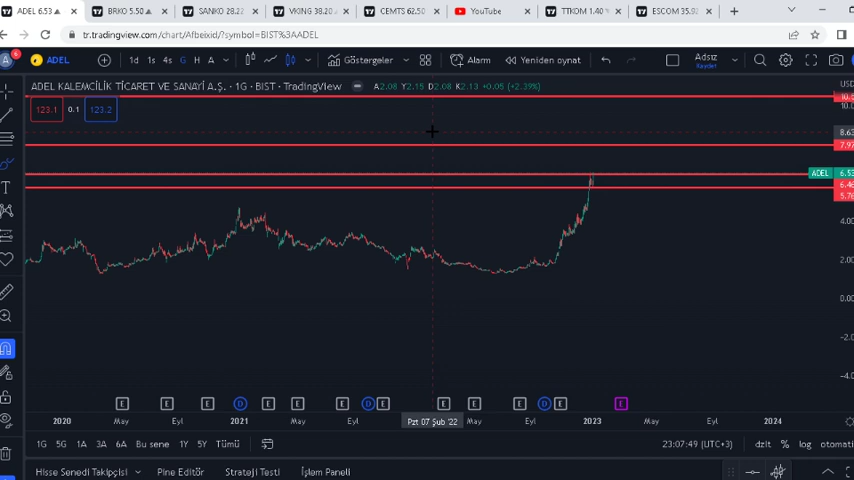 ADEL 6.53 ▲ BRKO 5.50 ▲ SANKO 28.22 VKING 38.20 CEMTS 62.50 YouTube TTKOM 1.40 ESCOM 35.92
tr.tradingview.com/chart/Afbeixid/?symbol=BIST%3AADEL
A ADEL 1d 1s 4s G H A Göstergeler Alarm Yeniden oynat Adsız
Kaydet
ADEL KALEMCİLİK TİCARET VE SANAYİ A.Ş. · 1G · BIST · TradingView A2.08 Y2.15 D2.08 K2.13 +0.05 (+2.39%)
USD
123.1 0.1 123.2
8.63
7.97
ADEL 6.53
6.46
5.76
4.00
2.00
0.00
-2.0
-4.0
E E E D E E E D E E E D E E
2020 May Eyl 2021 May Eyl Pzt 07 Şub '22 May Eyl 2023 May Eyl 2024
1G 5G 1A 3A 6A Bu sene 1Y 5Y Tümü 23:07:49 (UTC+3) dzlt % log otomati
Hisse Senedi Takipçisi Pine Editör Strateji Testi İşlem Paneli